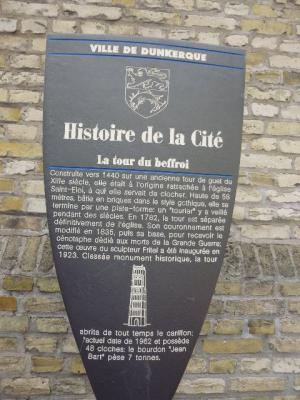 VILLE DE DUNKERQUE
Histoire de la Cité
La tour du beffroi
Construite vers 1440 sur une ancienne tour de guet du
XIIIe siècle, elle était à l'origine rattachée à l'église
Saint-Eloi, à qui elle servait de clocher. Haute de 58
mètres, bâtie en briques dans le style gothique, elle se
termine par une plate-forme: un "tourier" y a veillé
pendant des siècles. En 1782, la tour est séparée
définitivement de l'église. Son couronnement est
modifié en 1835, puis sa base, pour recevoir le
cénotaphe dédié aux morts de la Grande Guerre;
cette œuvre du sculpteur Fritel a été inaugurée en
1923. Classée monument historique, la tour
abrita de tout temps le carillon;
l'actuel date de 1962 et possède
48 cloches: le bourdon "Jean
Bart" pèse 7 tonnes.